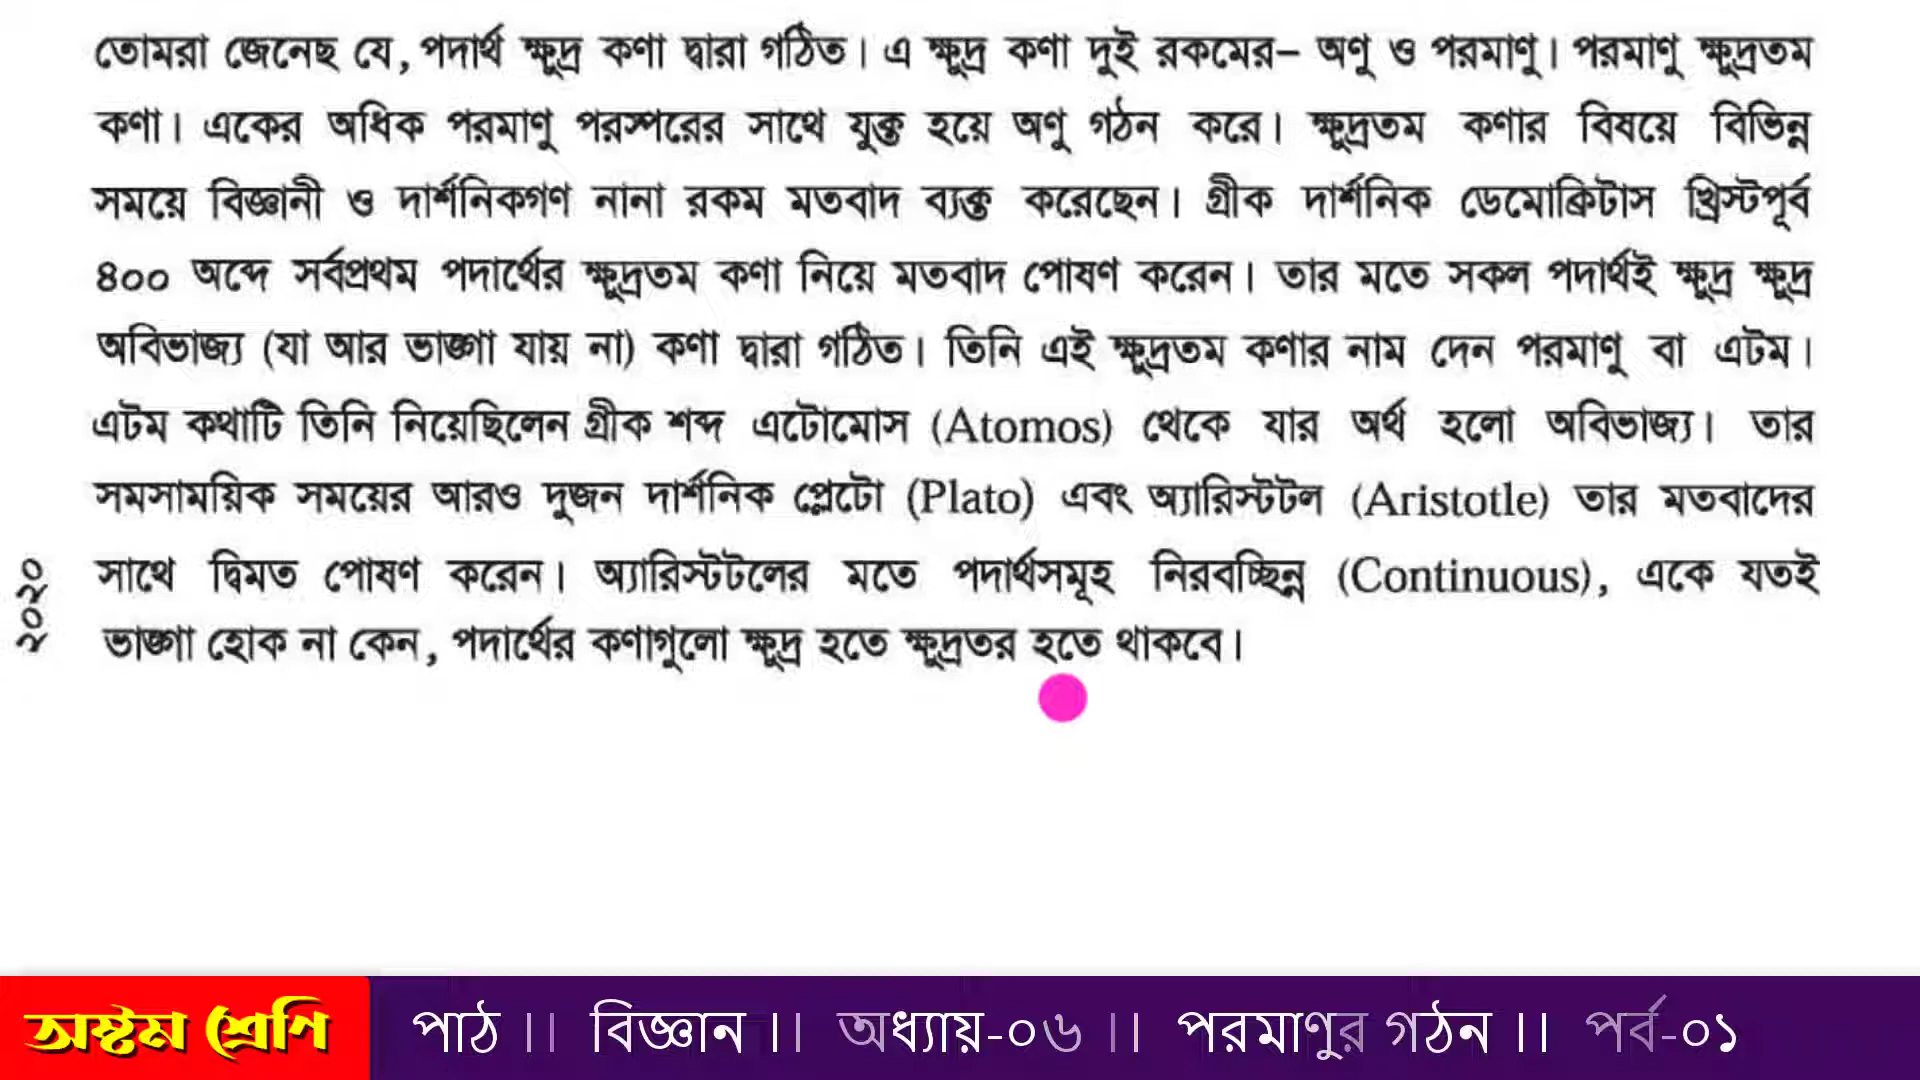 তোমরা জেনেছ যে, পদার্থ ক্ষুদ্র কণা দ্বারা গঠিত। এ ক্ষুদ্র কণা দুই রকমের– অণু ও পরমাণু। পরমাণু ক্ষুদ্রতম
কণা। একের অধিক পরমাণু পরস্পরের সাথে যুক্ত হয়ে অণু গঠন করে। ক্ষুদ্রতম কণার বিষয়ে বিভিন্ন
সময়ে বিজ্ঞানী ও দার্শনিকগণ নানা রকম মতবাদ ব্যক্ত করেছেন। গ্রীক দার্শনিক ডেমোক্রিটাস খ্রিস্টপূর্ব
৪০০ অব্দে সর্বপ্রথম পদার্থের ক্ষুদ্রতম কণা নিয়ে মতবাদ পোষণ করেন। তার মতে সকল পদার্থই ক্ষুদ্র ক্ষুদ্র
অবিভাজ্য (যা আর ভাঙ্গা যায় না) কণা দ্বারা গঠিত। তিনি এই ক্ষুদ্রতম কণার নাম দেন পরমাণু বা এটম।
এটম কথাটি তিনি নিয়েছিলেন গ্রীক শব্দ এটোমোস (Atomos) থেকে যার অর্থ হলো অবিভাজ্য। তার
সমসাময়িক সময়ের আরও দুজন দার্শনিক প্লেটো (Plato) এবং অ্যারিস্টটল (Aristotle) তার মতবাদের
সাথে দ্বিমত পোষণ করেন। অ্যারিস্টটলের মতে পদার্থসমূহ নিরবচ্ছিন্ন (Continuous), একে যতই
ভাঙ্গা হোক না কেন, পদার্থের কণাগুলো ক্ষুদ্র হতে ক্ষুদ্রতর হতে থাকবে।
২০২০
অষ্টম শ্রেণি
পাঠ ।। বিজ্ঞান ।। অধ্যায়-০৬ ।। পরমাণুর গঠন ।। পর্ব-০১